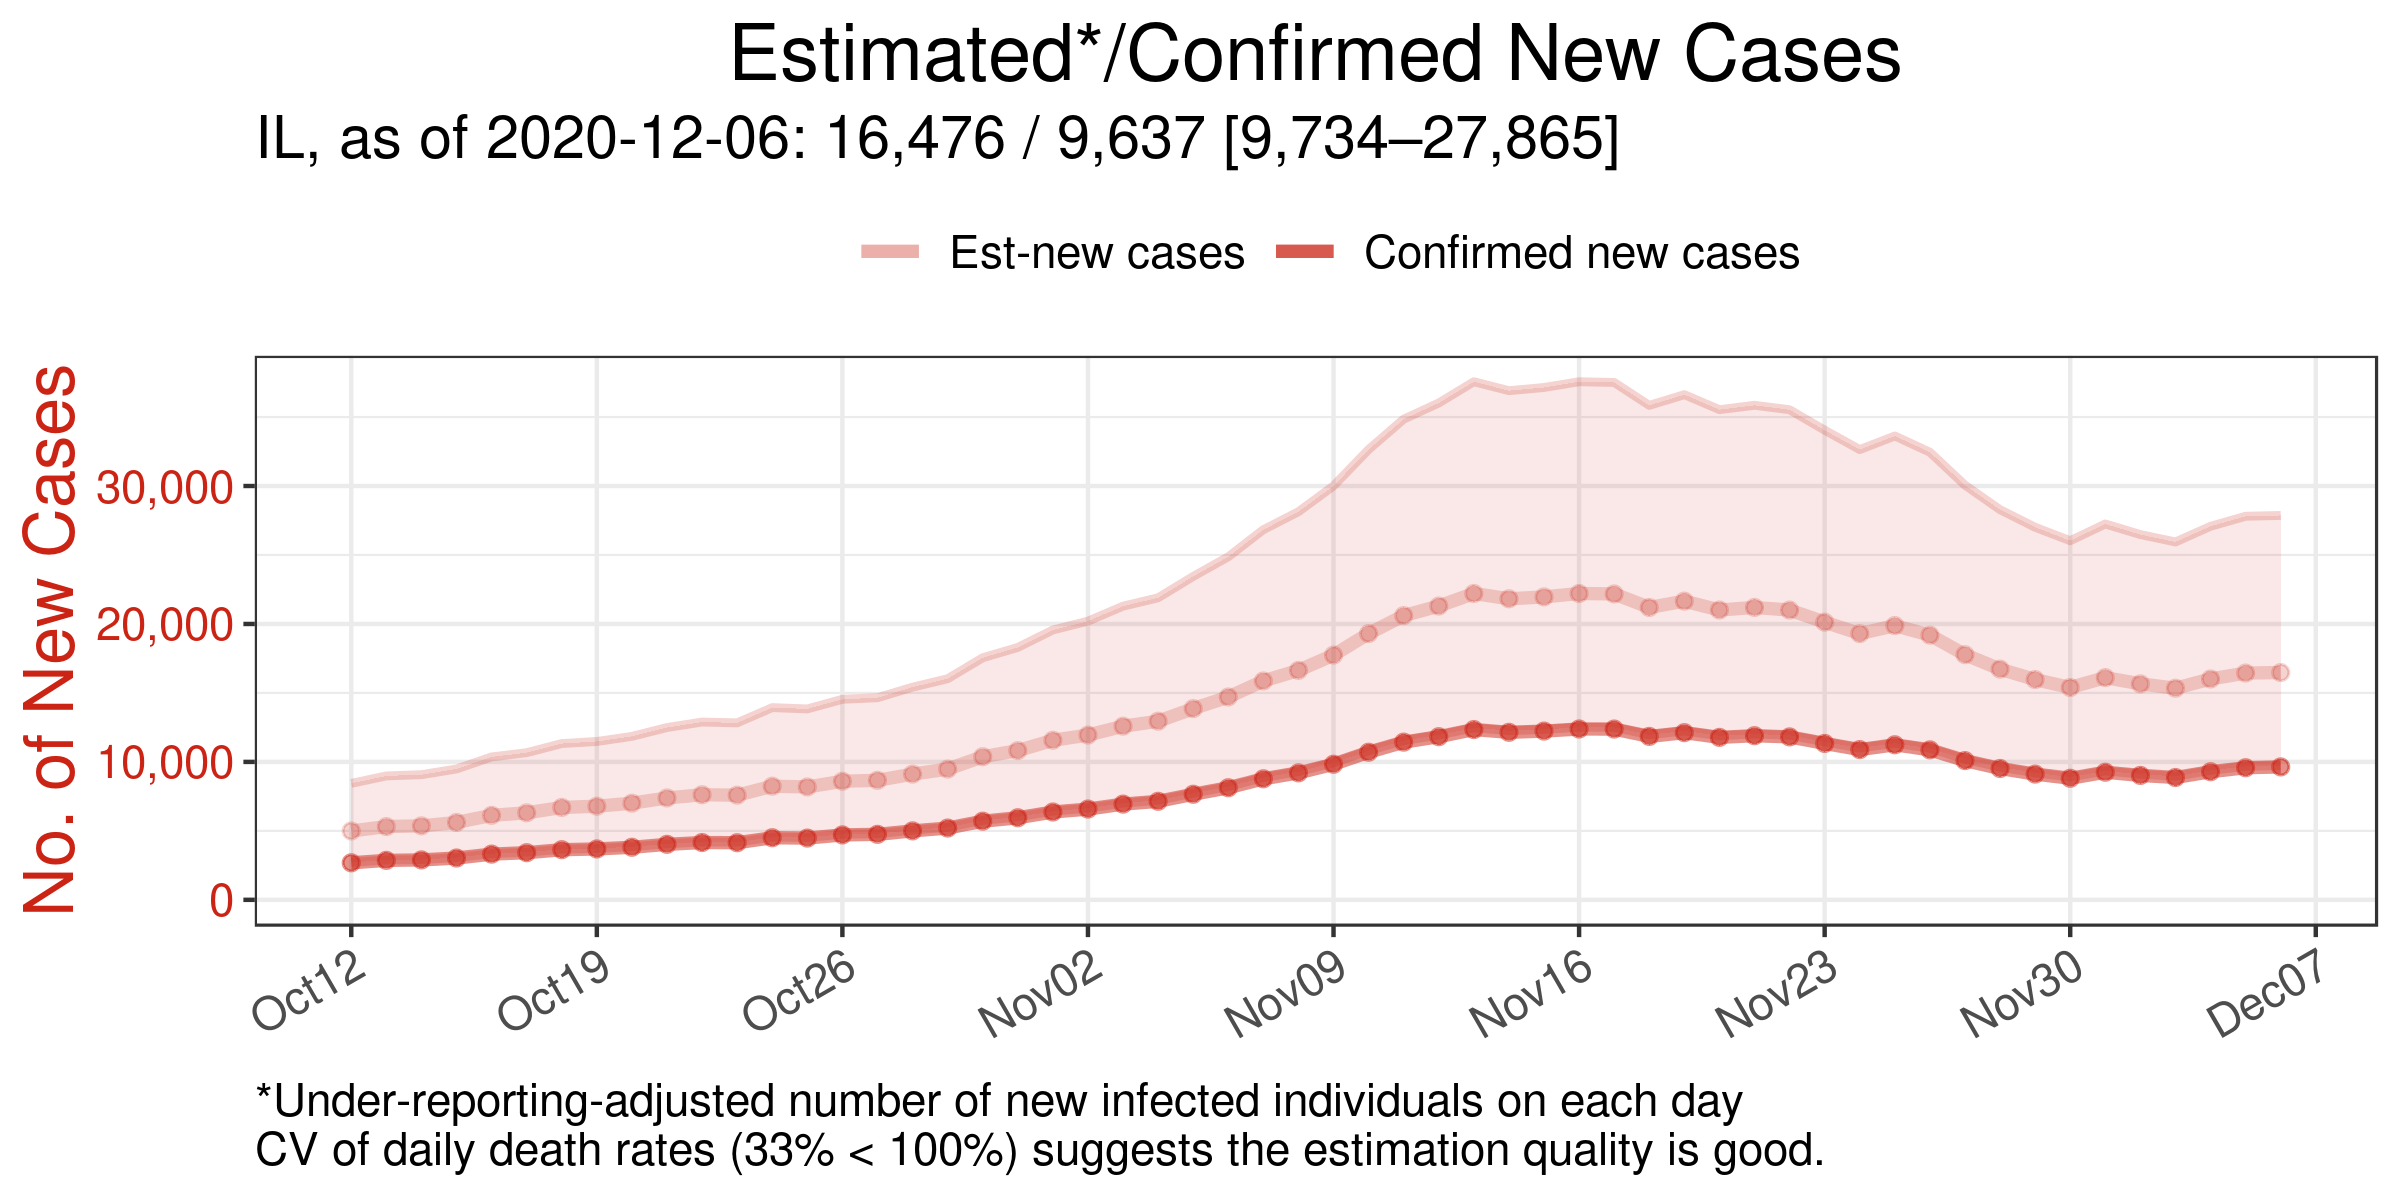 Estimated*/Confirmed New Cases
IL, as of 2020-12-06: 16,476 / 9,637 [9,734–27,865]
Est-new cases
Confirmed new cases
No. of New Cases
30,000
20,000
10,000
0
Oct12
Oct19
Oct26
Nov02
Nov09
Nov16
Nov23
Nov30
Dec07
*Under-reporting-adjusted number of new infected individuals on each day
CV of daily death rates (33% < 100%) suggests the estimation quality is good.